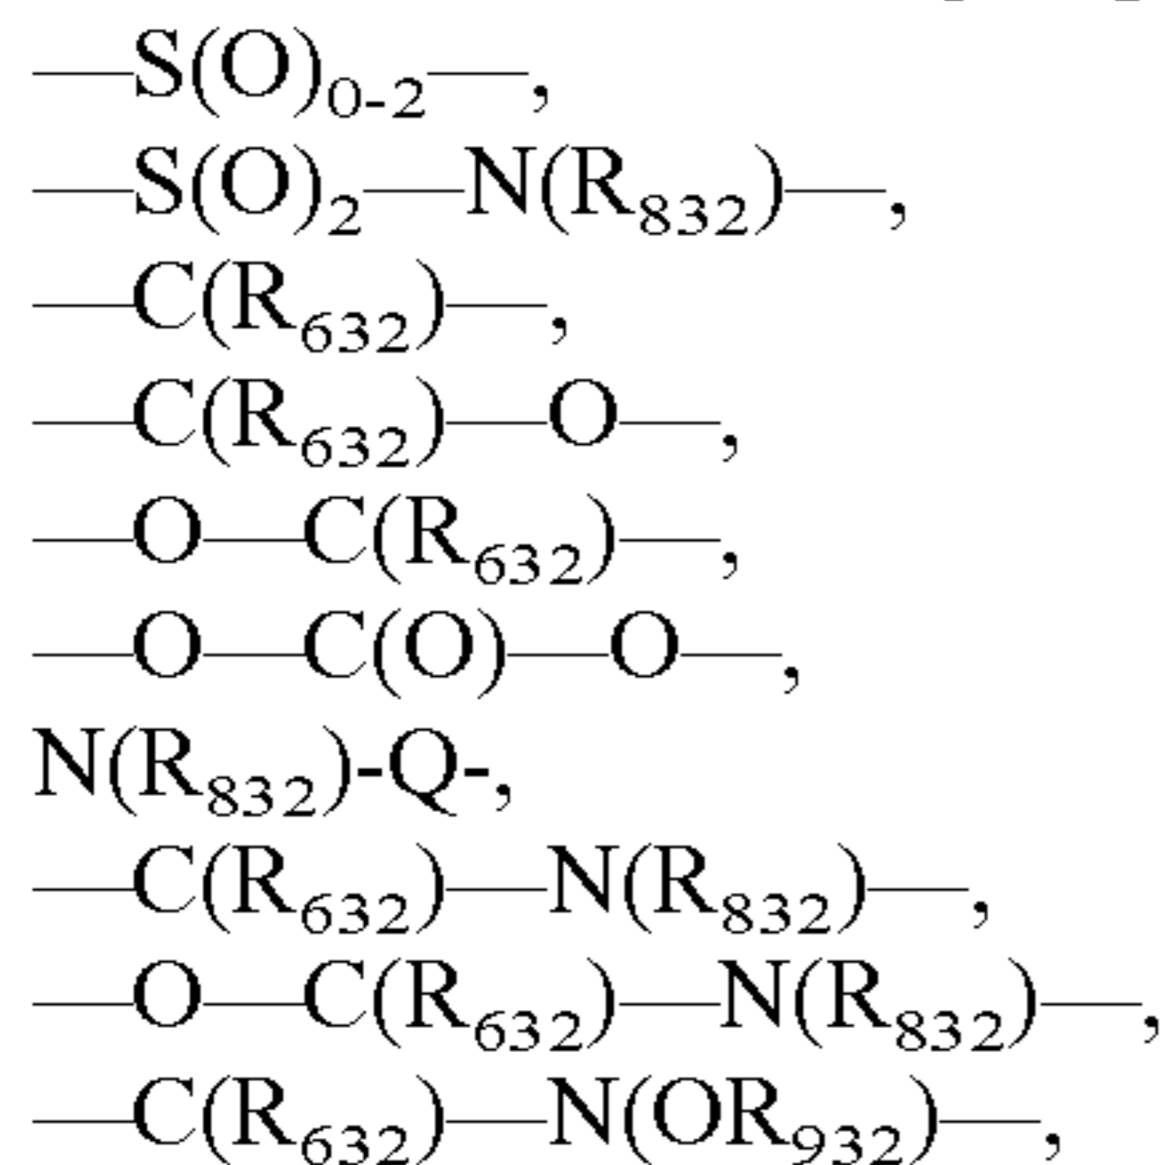 —S(O)₀₋₂—,
—S(O)₂—N(R₈₃₂)—,
—C(R₆₃₂)—,
—C(R₆₃₂)—O—,
—O—C(R₆₃₂)—,
—O—C(O)—O—,
N(R₈₃₂)-Q-,
—C(R₆₃₂)—N(R₈₃₂)—,
—O—C(R₆₃₂)—N(R₈₃₂)—,
—C(R₆₃₂)—N(OR₉₃₂)—,